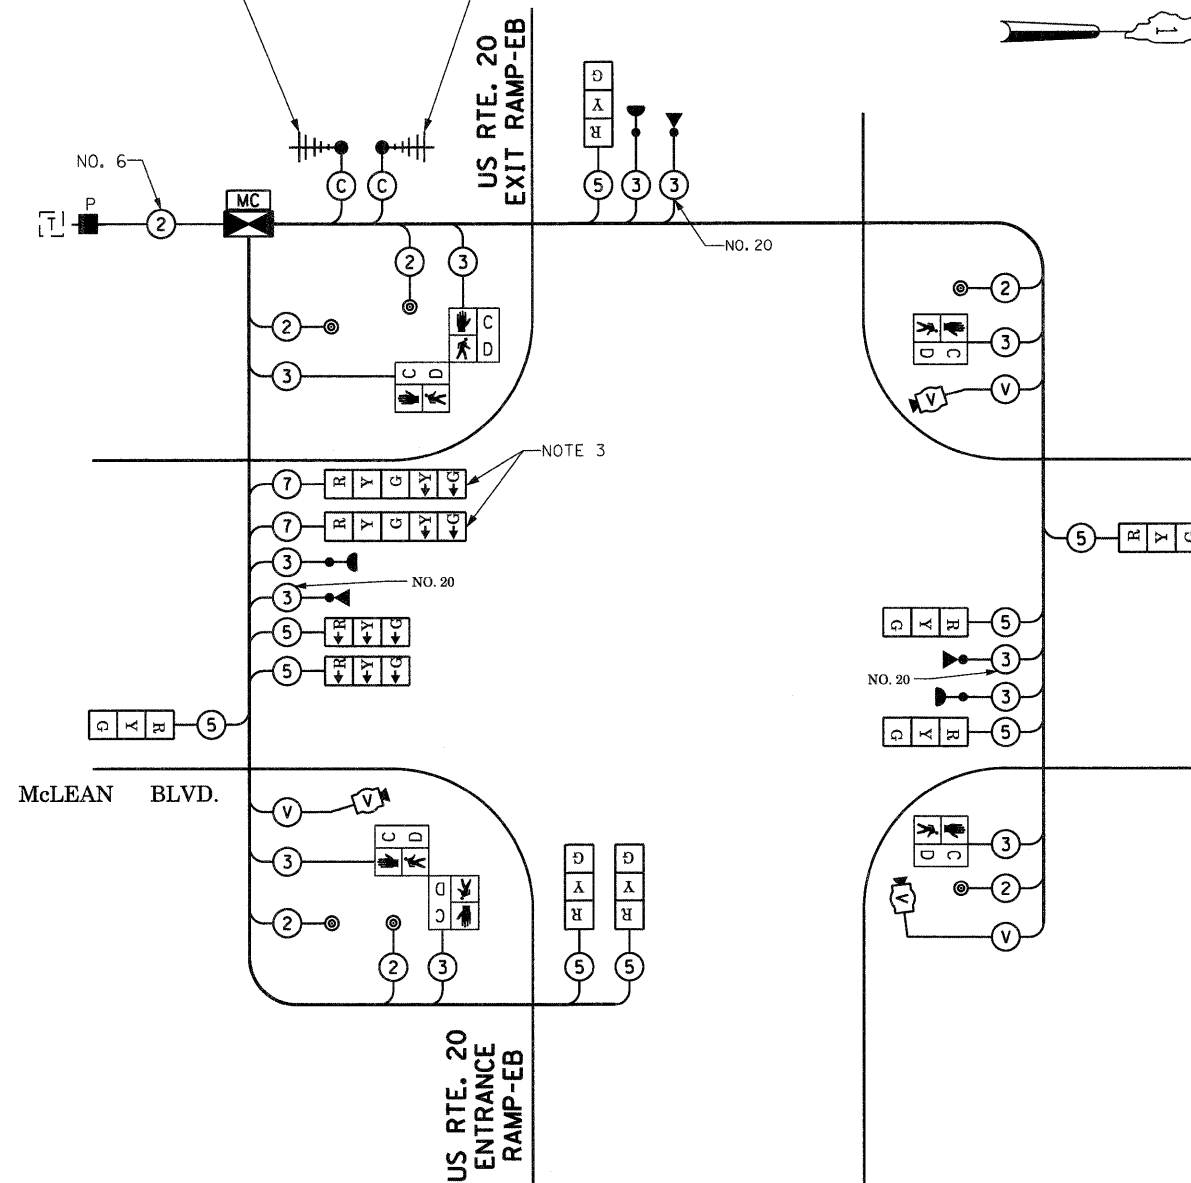 US RTE. 20
EXIT RAMP-EB
1
G
Y
R
NO. 6
P
MC
T
2
C
C
5
3
3
NO. 20
2
3
2
C
D
3
C D
2
3
C
D
V
V
NOTE 3
7
R Y G Y G
7
R Y G Y G
3
3
NO. 20
5
R Y G
5
R Y G
G Y R
5
5
R Y G
G Y R
5
3
NO. 20
3
G Y R
5
McLEAN BLVD.
V
V
3
C D
D
C
2
2
3
G
Y
R
5
G
Y
R
5
C
D
3
2
V
V
US RTE. 20
ENTRANCE
RAMP-EB